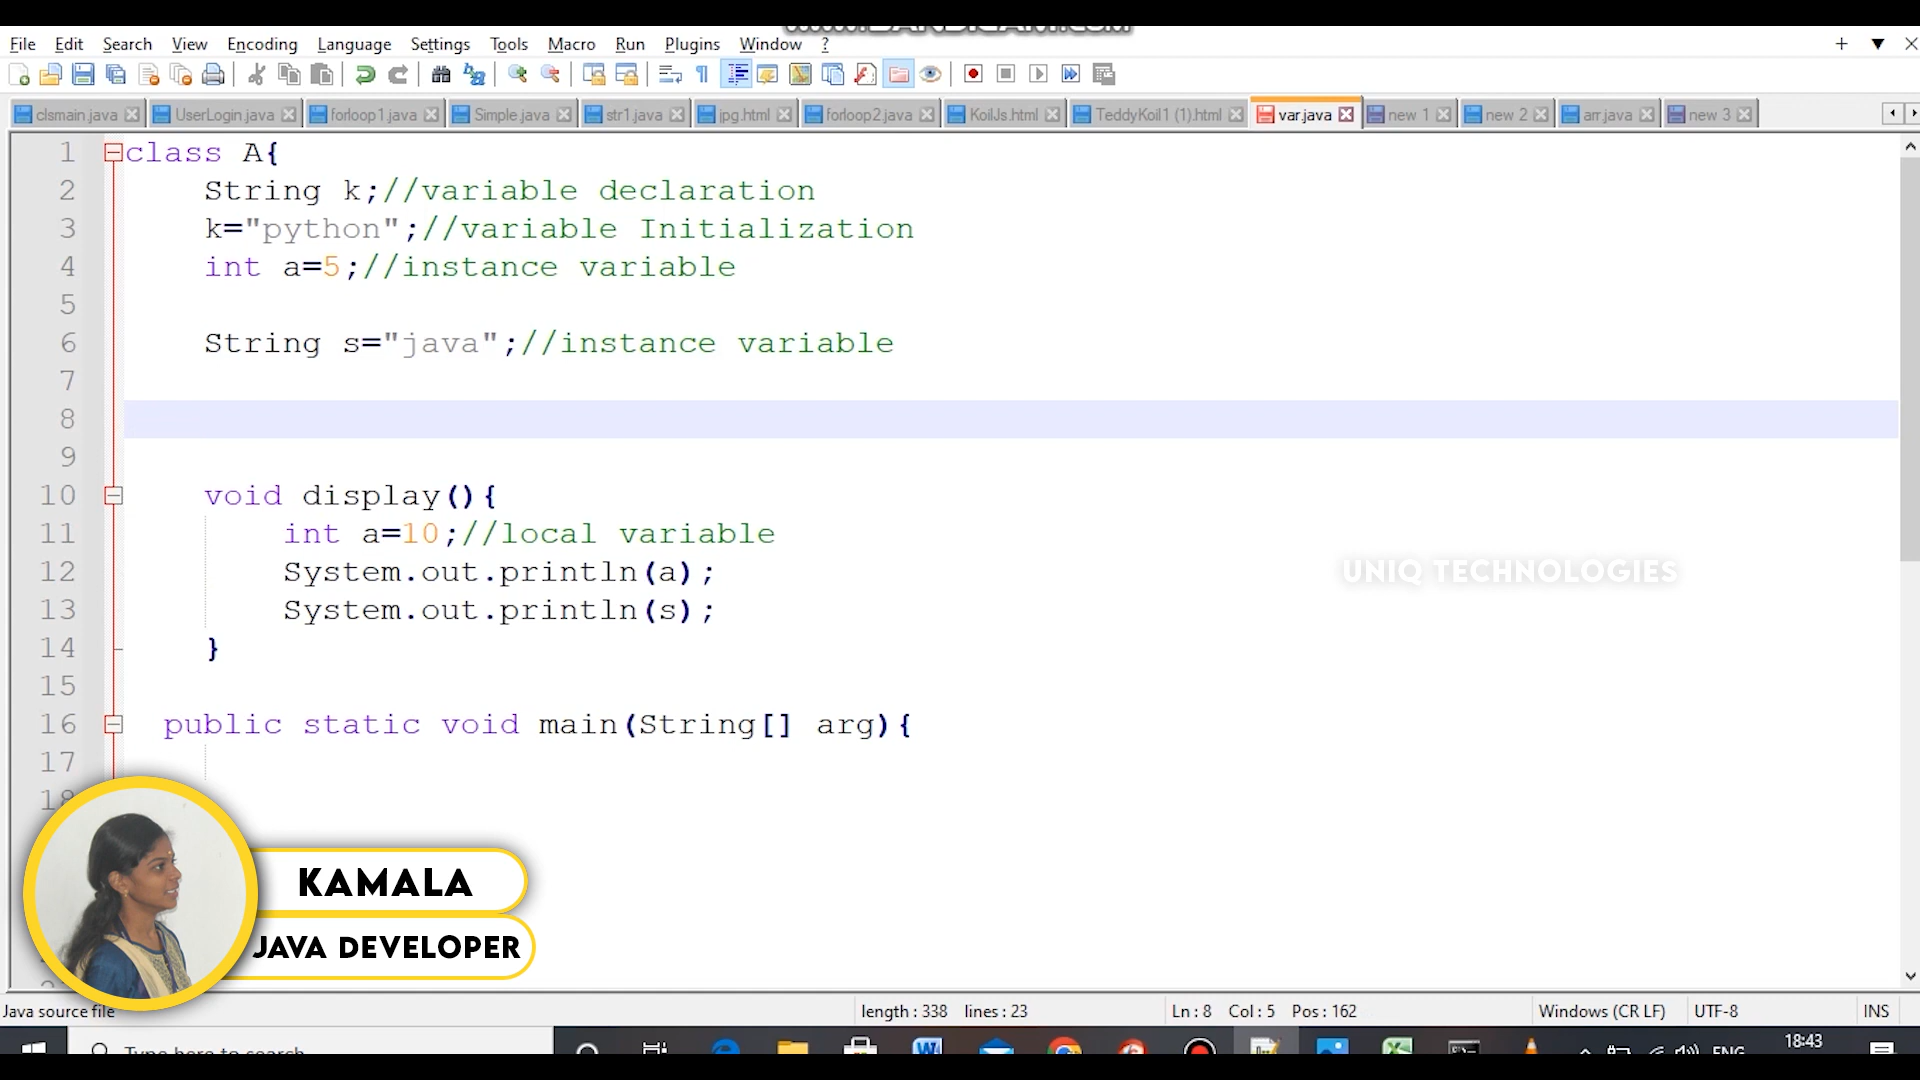 File Edit Search View Encoding Language Settings Tools Macro Run Plugins Window ?
clsmain.java UserLogin.java forloop1.java Simple.java str1.java jpg.html forloop2.java KoilJs.html TeddyKoil1 (1).html var.java new 1 new 2 arr.java new 3
1 class A{
2 String k;//variable declaration
3 k="python";//variable Initialization
4 int a=5;//instance variable
5
6 String s="java";//instance variable
7
8
9
10 void display(){
11 int a=10;//local variable
12 System.out.println(a);
13 System.out.println(s);
14 }
15
16 public static void main(String[] arg){
17
18
UNIQ TECHNOLOGIES
KAMALA
JAVA DEVELOPER
Java source file length : 338 lines : 23 Ln : 8 Col : 5 Pos : 162 Windows (CR LF) UTF-8 INS
Type here to search
ENG 18:43